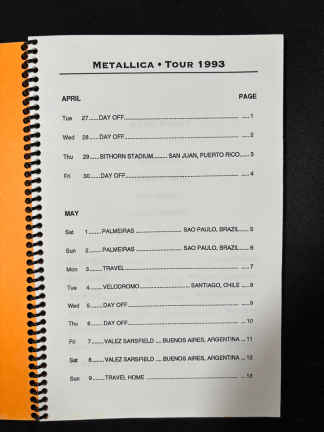 METALLICA • TOUR 1993
APRIL PAGE
Tue 27......DAY OFF.......... .....1
Wed 28......DAY OFF.......... .....2
Thu 29......SITHORN STADIUM.......... SAN JUAN, PUERTO RICO.....3
Fri 30......DAY OFF.......... .....4
MAY
Sat 1......PALMEIRAS .......... SAO PAULO, BRAZIL.....5
Sun 2......PALMEIRAS .......... SAO PAULO, BRAZIL.....6
Mon 3......TRAVEL.......... .....7
Tue 4......VELODROMO .......... SANTIAGO, CHILE .....8
Wed 5......DAY OFF.......... .....9
Thu 6......DAY OFF.......... .....10
Fri 7......VALEZ SARSFIELD .... BUENOS AIRES, ARGENTINA ...11
Sat 8......VALEZ SARSFIELD .... BUENOS AIRES, ARGENTINA ...12
Sun 9......TRAVEL HOME .......... .....13